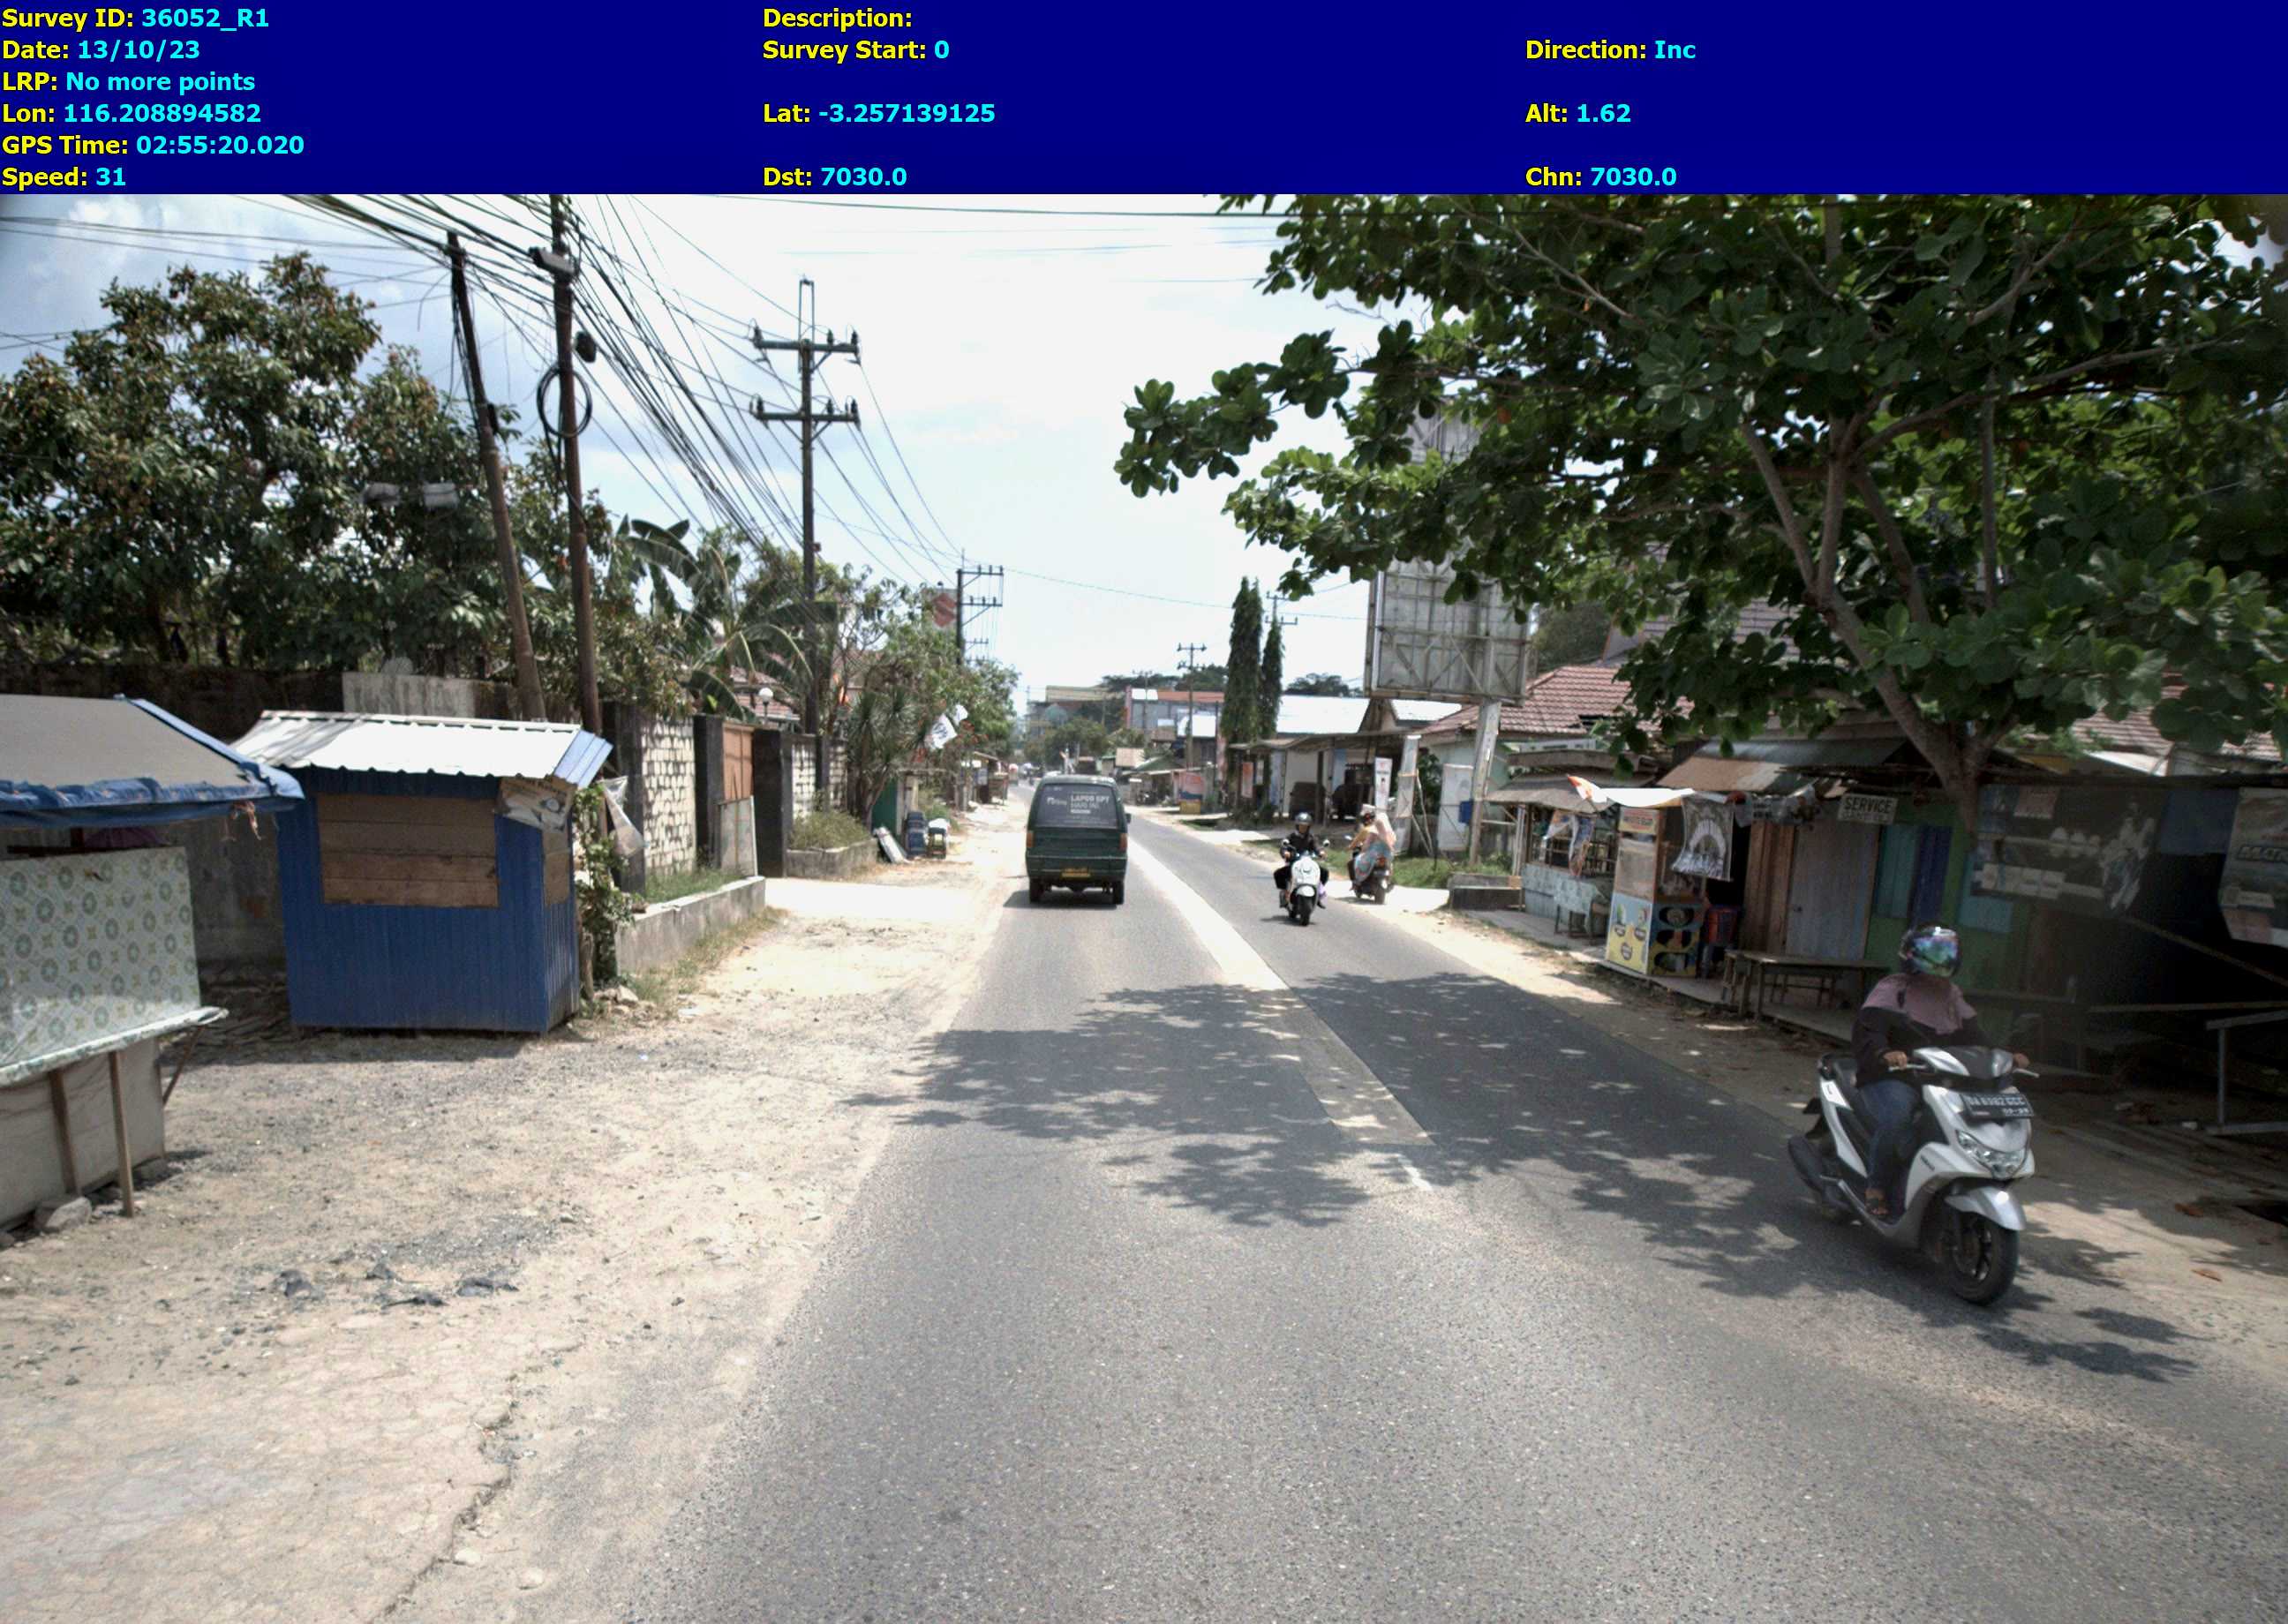 Survey ID: 36052_R1
Description:
Date: 13/10/23
Survey Start: 0
Direction: Inc
LRP: No more points
Lon: 116.208894582
Lat: -3.257139125
Alt: 1.62
GPS Time: 02:55:20.020
Speed: 31
Dst: 7030.0
Chn: 7030.0
LAPOR SPT
SERVICE